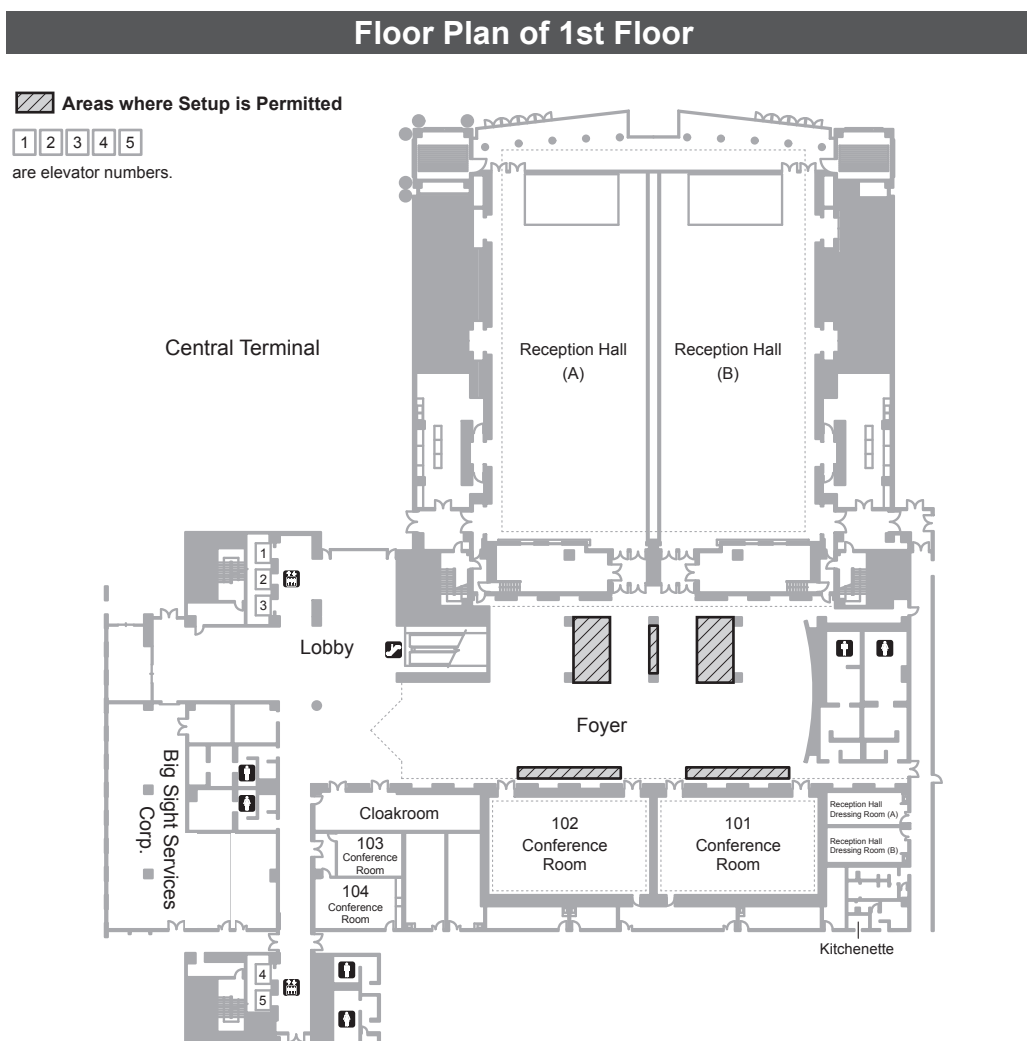 Floor Plan of 1st Floor
Areas where Setup is Permitted
1 2 3 4 5
are elevator numbers.
Central Terminal
Reception Hall
(A)
Reception Hall
(B)
1
2
3
Lobby
Foyer
Big Sight Services
Corp.
Cloakroom
103
Conference
Room
104
Conference
Room
102
Conference
Room
101
Conference
Room
Reception Hall
Dressing Room (A)
Reception Hall
Dressing Room (B)
Kitchenette
4
5